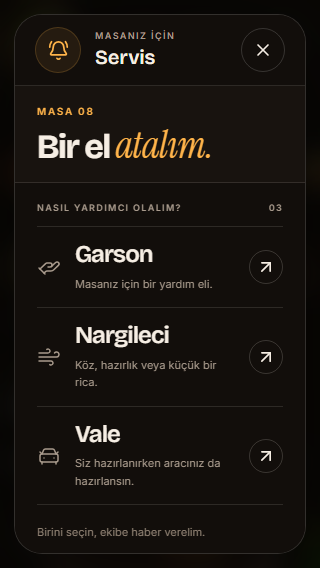 MASANIZ İÇİN
Servis
MASA 08
Bir el atalım.
NASIL YARDIMCI OLALIM? 03
Garson
Masanız için bir yardım eli.
Nargileci
Köz, hazırlık veya küçük bir
rica.
Vale
Siz hazırlanırken aracınız da
hazırlansın.
Birini seçin, ekibe haber verelim.